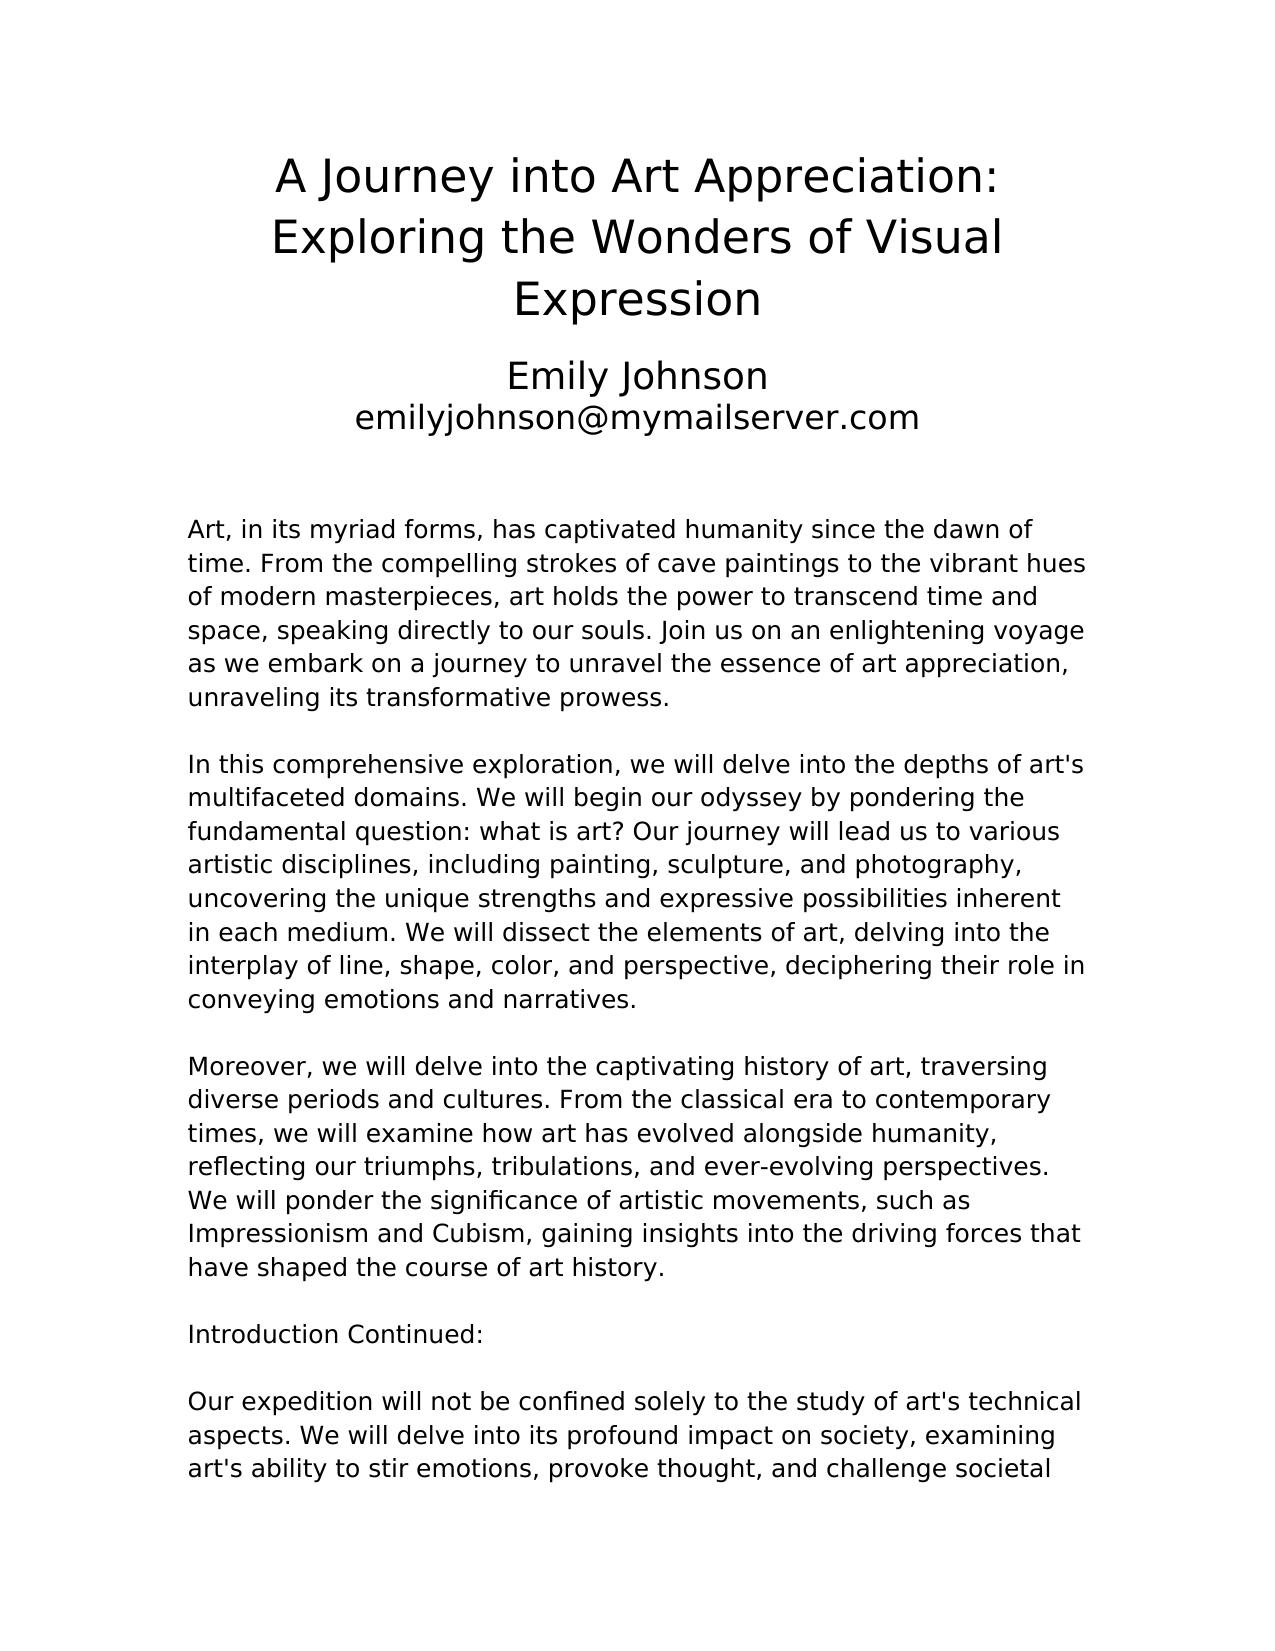 A Journey into Art Appreciation:
Exploring the Wonders of Visual
Expression
Emily Johnson
emilyjohnson@mymailserver.com
Art, in its myriad forms, has captivated humanity since the dawn of
time. From the compelling strokes of cave paintings to the vibrant hues
of modern masterpieces, art holds the power to transcend time and
space, speaking directly to our souls. Join us on an enlightening voyage
as we embark on a journey to unravel the essence of art appreciation,
unraveling its transformative prowess.
In this comprehensive exploration, we will delve into the depths of art's
multifaceted domains. We will begin our odyssey by pondering the
fundamental question: what is art? Our journey will lead us to various
artistic disciplines, including painting, sculpture, and photography,
uncovering the unique strengths and expressive possibilities inherent
in each medium. We will dissect the elements of art, delving into the
interplay of line, shape, color, and perspective, deciphering their role in
conveying emotions and narratives.
Moreover, we will delve into the captivating history of art, traversing
diverse periods and cultures. From the classical era to contemporary
times, we will examine how art has evolved alongside humanity,
reflecting our triumphs, tribulations, and ever-evolving perspectives.
We will ponder the significance of artistic movements, such as
Impressionism and Cubism, gaining insights into the driving forces that
have shaped the course of art history.
Introduction Continued:
Our expedition will not be confined solely to the study of art's technical
aspects. We will delve into its profound impact on society, examining
art's ability to stir emotions, provoke thought, and challenge societal